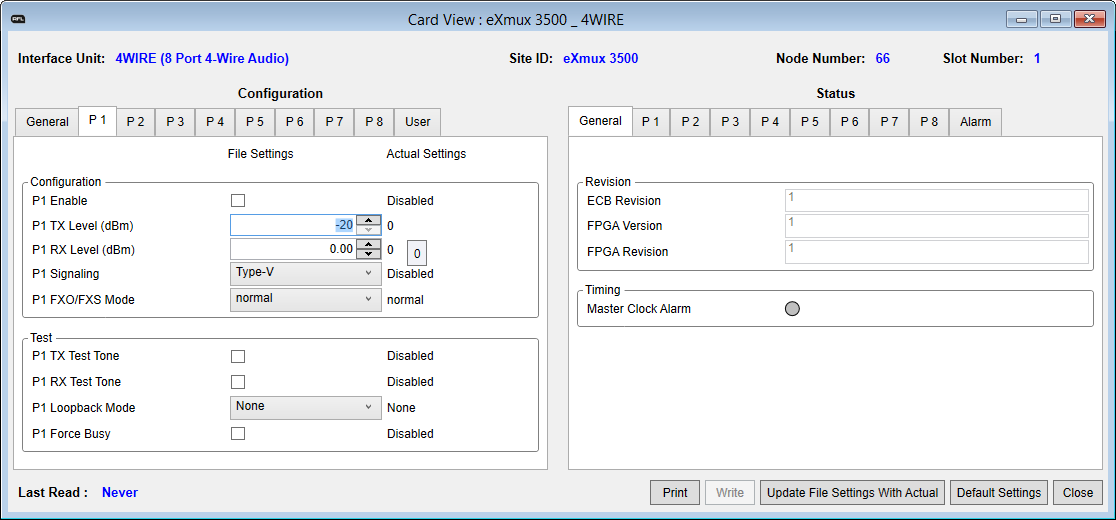 RFL
Card View : eXmux 3500 _ 4WIRE
Interface Unit: 4WIRE (8 Port 4-Wire Audio) Site ID: eXmux 3500 Node Number: 66 Slot Number: 1
Configuration
General P 1 P 2 P 3 P 4 P 5 P 6 P 7 P 8 User
File Settings Actual Settings
Configuration
P1 Enable Disabled
P1 TX Level (dBm) -20 0
P1 RX Level (dBm) 0.00 0 0
P1 Signaling Type-V Disabled
P1 FXO/FXS Mode normal normal
Test
P1 TX Test Tone Disabled
P1 RX Test Tone Disabled
P1 Loopback Mode None None
P1 Force Busy Disabled
Status
General P 1 P 2 P 3 P 4 P 5 P 6 P 7 P 8 Alarm
Revision
ECB Revision 1
FPGA Version 1
FPGA Revision 1
Timing
Master Clock Alarm
Last Read : Never
Print Write Update File Settings With Actual Default Settings Close